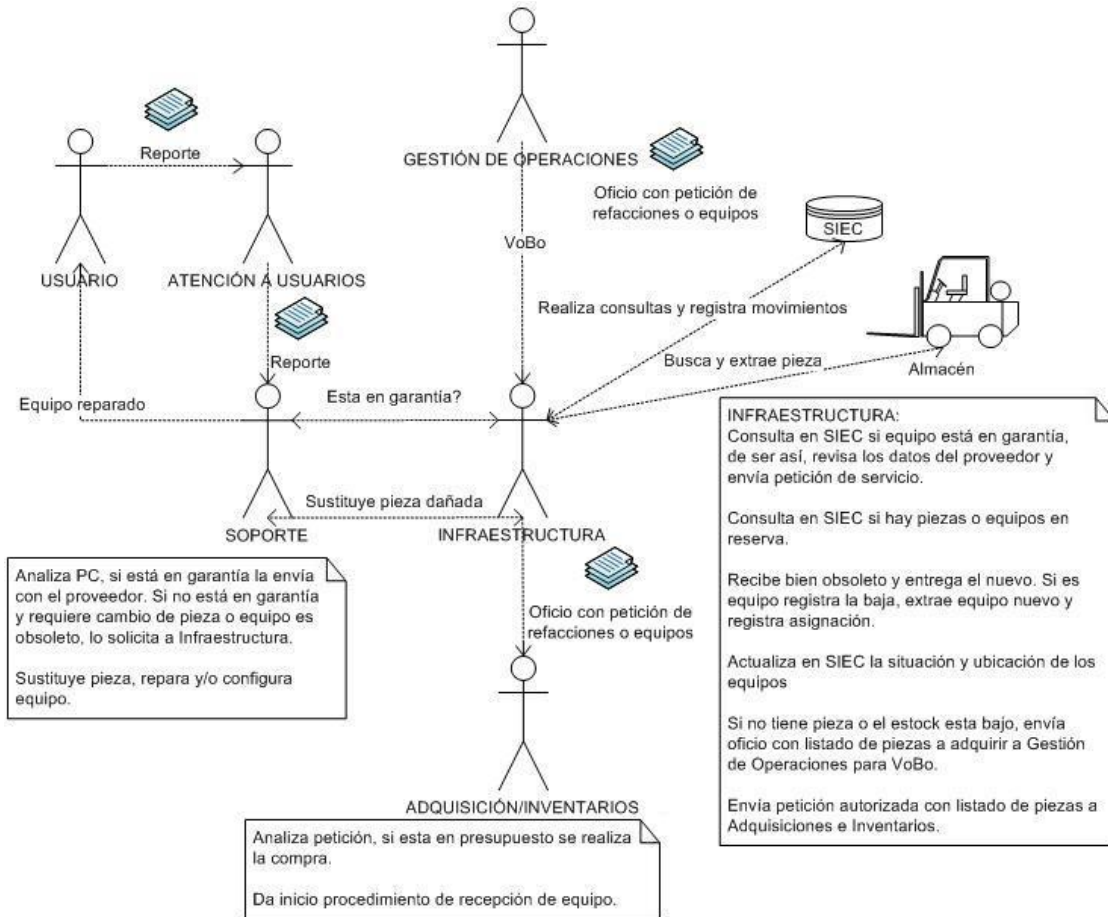 Reporte
GESTIÓN DE OPERACIONES
Oficio con petición de
refacciones o equipos
SIEC
USUARIO
ATENCIÓN A USUARIOS
VoBo
Realiza consultas y registra movimientos
Reporte
Busca y extrae pieza
Almacén
Equipo reparado
Esta en garantía?
Sustituye pieza dañada
SOPORTE
INFRAESTRUCTURA
Analiza PC, si está en garantía la envía
con el proveedor. Si no está en garantía
y requiere cambio de pieza o equipo es
obsoleto, lo solicita a Infraestructura.
Sustituye pieza, repara y/o configura
equipo.
Oficio con petición de
refacciones o equipos
ADQUISICIÓN/INVENTARIOS
Analiza petición, si esta en presupuesto se realiza
la compra.
Da inicio procedimiento de recepción de equipo.
INFRAESTRUCTURA:
Consulta en SIEC si equipo está en garantía,
de ser así, revisa los datos del proveedor y
envía petición de servicio.
Consulta en SIEC si hay piezas o equipos en
reserva.
Recibe bien obsoleto y entrega el nuevo. Si es
equipo registra la baja, extrae equipo nuevo y
registra asignación.
Actualiza en SIEC la situación y ubicación de los
equipos
Si no tiene pieza o el estock esta bajo, envía
oficio con listado de piezas a adquirir a Gestión
de Operaciones para VoBo.
Envía petición autorizada con listado de piezas a
Adquisiciones e Inventarios.